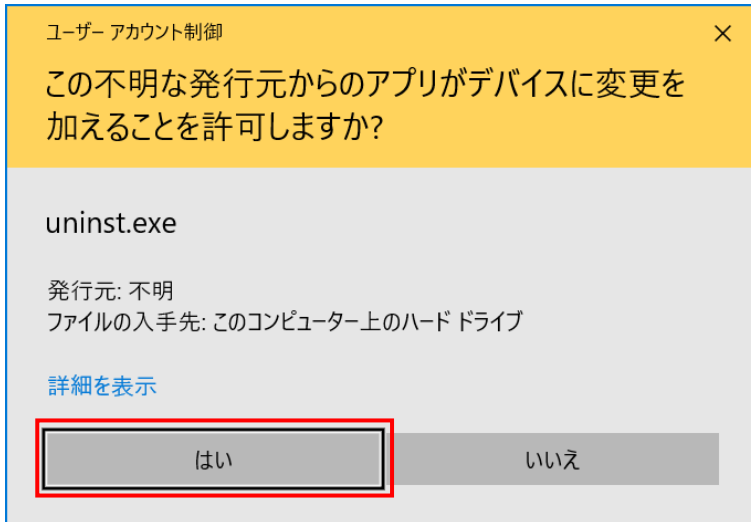 ユーザー アカウント制御
この不明な発行元からのアプリがデバイスに変更を
加えることを許可しますか?
uninst.exe
発行元: 不明
ファイルの入手先: このコンピューター上のハード ドライブ
詳細を表示
はい
いいえ